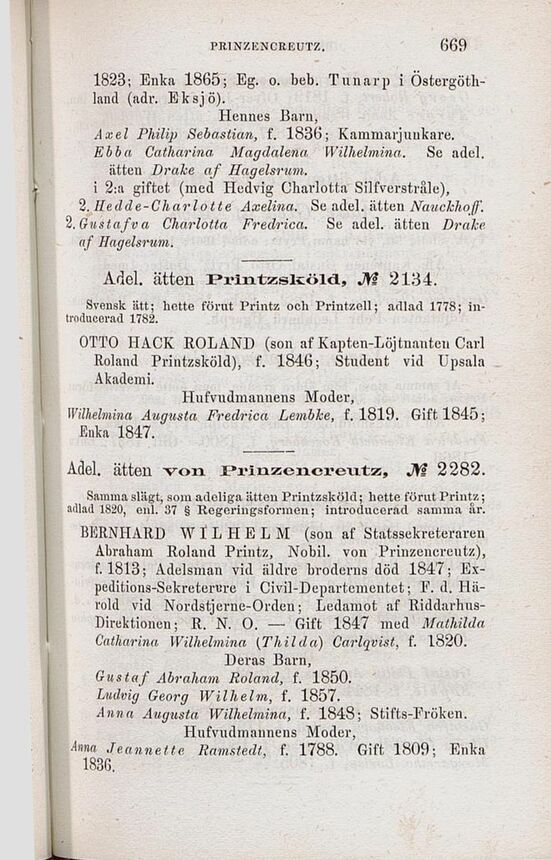 PRINZENCREUTZ. 669
1823; Enka 1865; Eg. o. beb. Tunarp i Östergöth-
land (adr. Eksjö).
Hennes Barn,
Axel Philip Sebastian, f. 1836; Kammarjunkare.
Ebba Catharina Magdalena Wilhelmina. Se adel.
ätten Drake af Hagelsrum.
i 2:a giftet (med Hedvig Charlotta Silfverstråle),
2. Hedde-Charlotte Axelina. Se adel. ätten Nauckhoff.
2. Gustafva Charlotta Fredrica. Se adel. ätten Drake
af Hagelsrum.
Adel. ätten Printzsköld, № 2134.
Svensk ätt; hette förut Printz och Printzell; adlad 1778; in-
troducerad 1782.
OTTO HACK ROLAND (son af Kapten-Löjtnanten Carl
Roland Printzsköld), f. 1846; Student vid Upsala
Akademi.
Hufvudmannens Moder,
Wilhelmina Augusta Fredrica Lembke, f. 1819. Gift 1845;
Enka 1847.
Adel. ätten von Prinzencreutz, № 2282.
Samma slägt, som adeliga ätten Printzsköld; hette förut Printz;
adlad 1820, enl. 37 § Regeringsformen; introducerad samma år.
BERNHARD WILHELM (son af Statssekreteraren
Abraham Roland Printz, Nobil. von Prinzencreutz),
f. 1813; Adelsman vid äldre broderns död 1847; Ex-
peditions-Sekreterare i Civil-Departementet; F. d. Hä-
rold vid Nordstjerne-Orden; Ledamot af Riddarhus-
Direktionen; R. N. O. — Gift 1847 med Mathilda
Catharina Wilhelmina (Thilda) Carlqvist, f. 1820.
Deras Barn,
Gustaf Abraham Roland, f. 1850.
Ludvig Georg Wilhelm, f. 1857.
Anna Augusta Wilhelmina, f. 1848; Stifts-Fröken.
Hufvudmannens Moder,
Anna Jeannette Ramstedt, f. 1788. Gift 1809; Enka
1836.